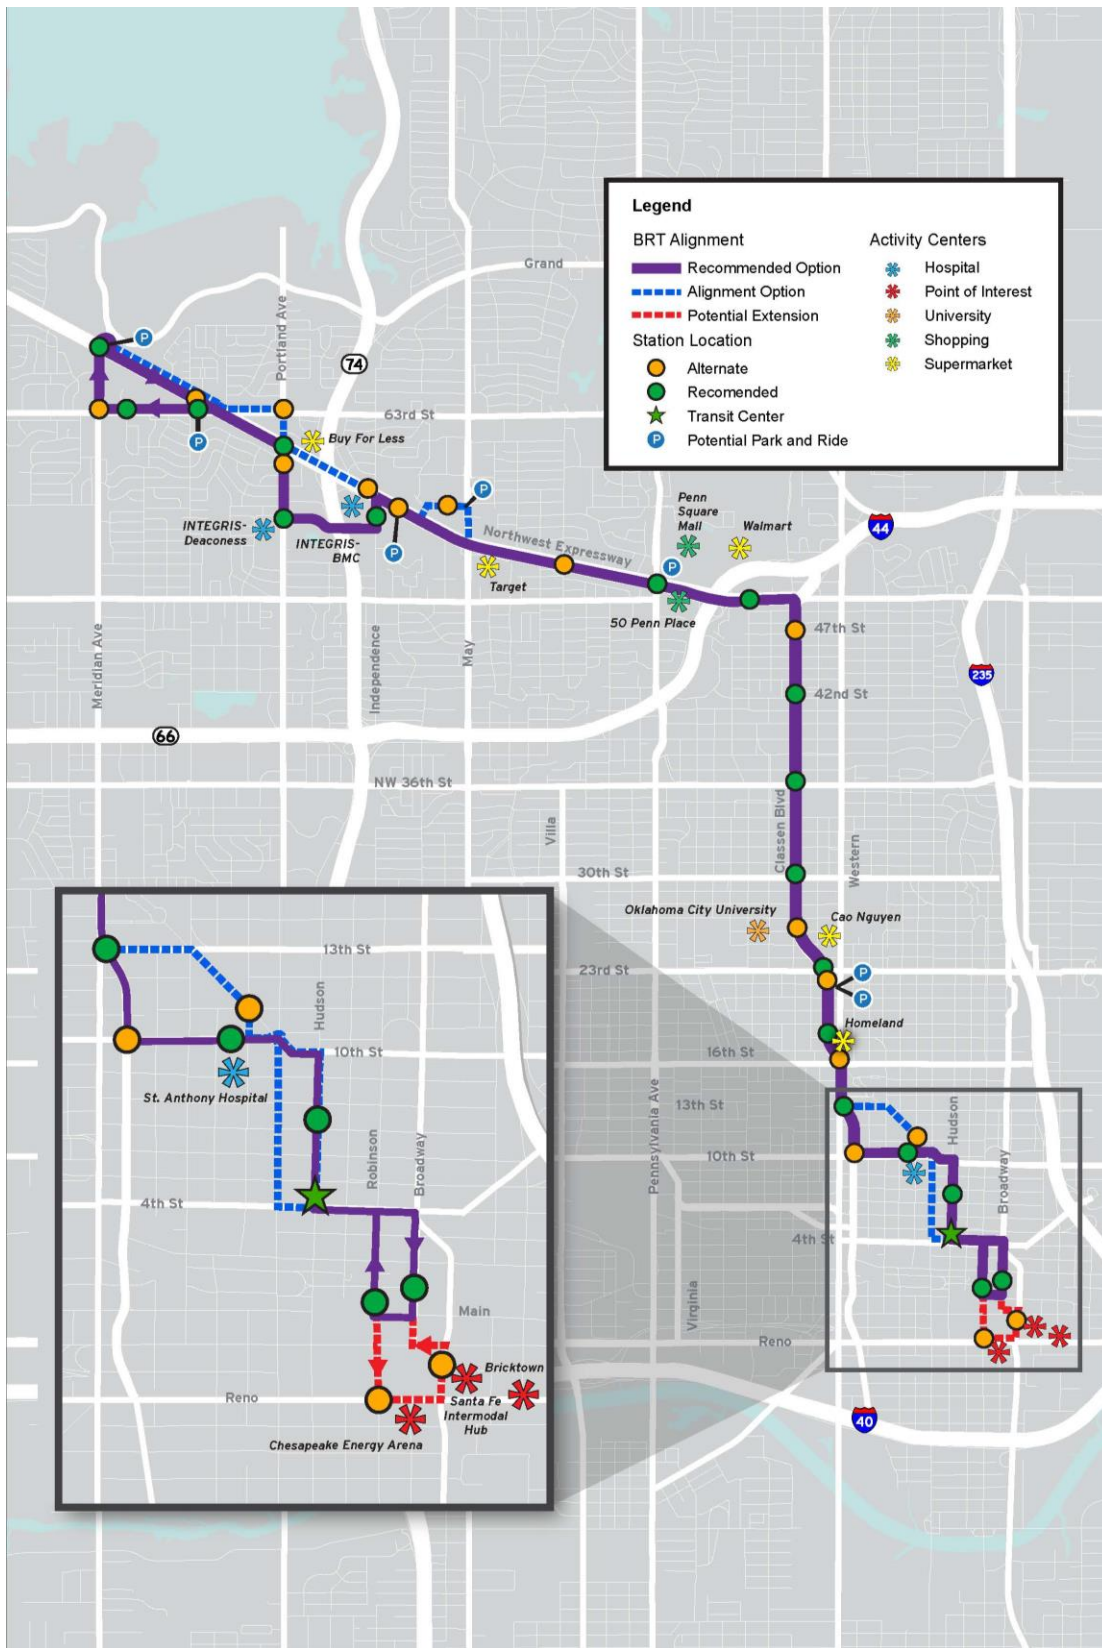 Legend
BRT Alignment
Recommended Option
Alignment Option
Potential Extension
Station Location
Alternate
Recomended
Transit Center
Potential Park and Ride
Activity Centers
Hospital
Point of Interest
University
Shopping
Supermarket
Grand
Portland Ave
74
P
63rd St
P
Buy For Less
P
INTEGRIS-
Deaconess
INTEGRIS-
BMC
P
Northwest Expressway
Target
Penn
Square
Mall
Walmart
44
P
50 Penn Place
47th St
Meridian Ave
Independence
May
42nd St
235
66
NW 36th St
Villa
Classen Blvd
Western
30th St
Oklahoma City University
Cao Nguyen
23rd St
P
P
Homeland
16th St
13th St
Pennsylvania Ave
10th St
Hudson
Broadway
4th St
Virginia
Reno
40
13th St
Hudson
10th St
St. Anthony Hospital
Robinson
Broadway
4th St
Main
Bricktown
Santa Fe
Intermodal
Hub
Reno
Chesapeake Energy Arena